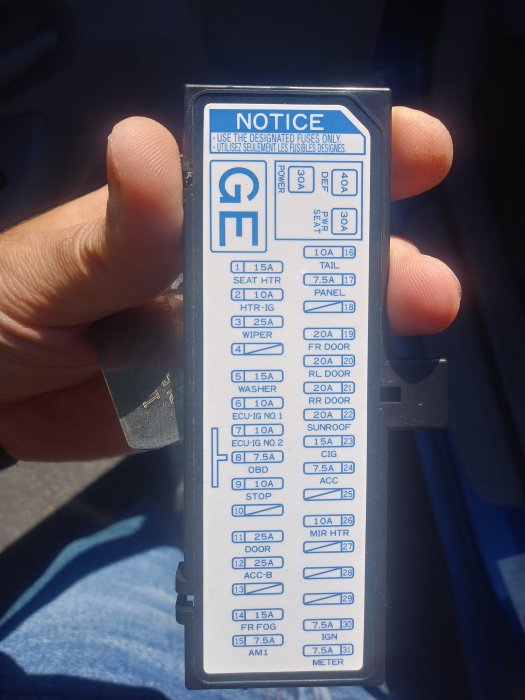 NOTICE
• USE THE DESIGNATED FUSES ONLY.
• UTILISEZ SEULEMENT LES FUSIBLES DESIGNES.
GE
30A POWER
40A DEF
30A PWR SEAT
1 15A
SEAT HTR
2 10A
HTR-IG
3 25A
WIPER
4
5 15A
WASHER
6 10A
ECU-IG NO.1
7 10A
ECU-IG NO.2
8 7.5A
OBD
9 10A
STOP
10
11 25A
DOOR
12 25A
ACC-B
13
14 15A
FR FOG
15 7.5A
AM1
10A 16
TAIL
7.5A 17
PANEL
18
20A 19
FR DOOR
20A 20
RL DOOR
20A 21
RR DOOR
20A 22
SUNROOF
15A 23
CIG
7.5A 24
ACC
25
10A 26
MIR HTR
27
28
29
7.5A 30
IGN
7.5A 31
METER